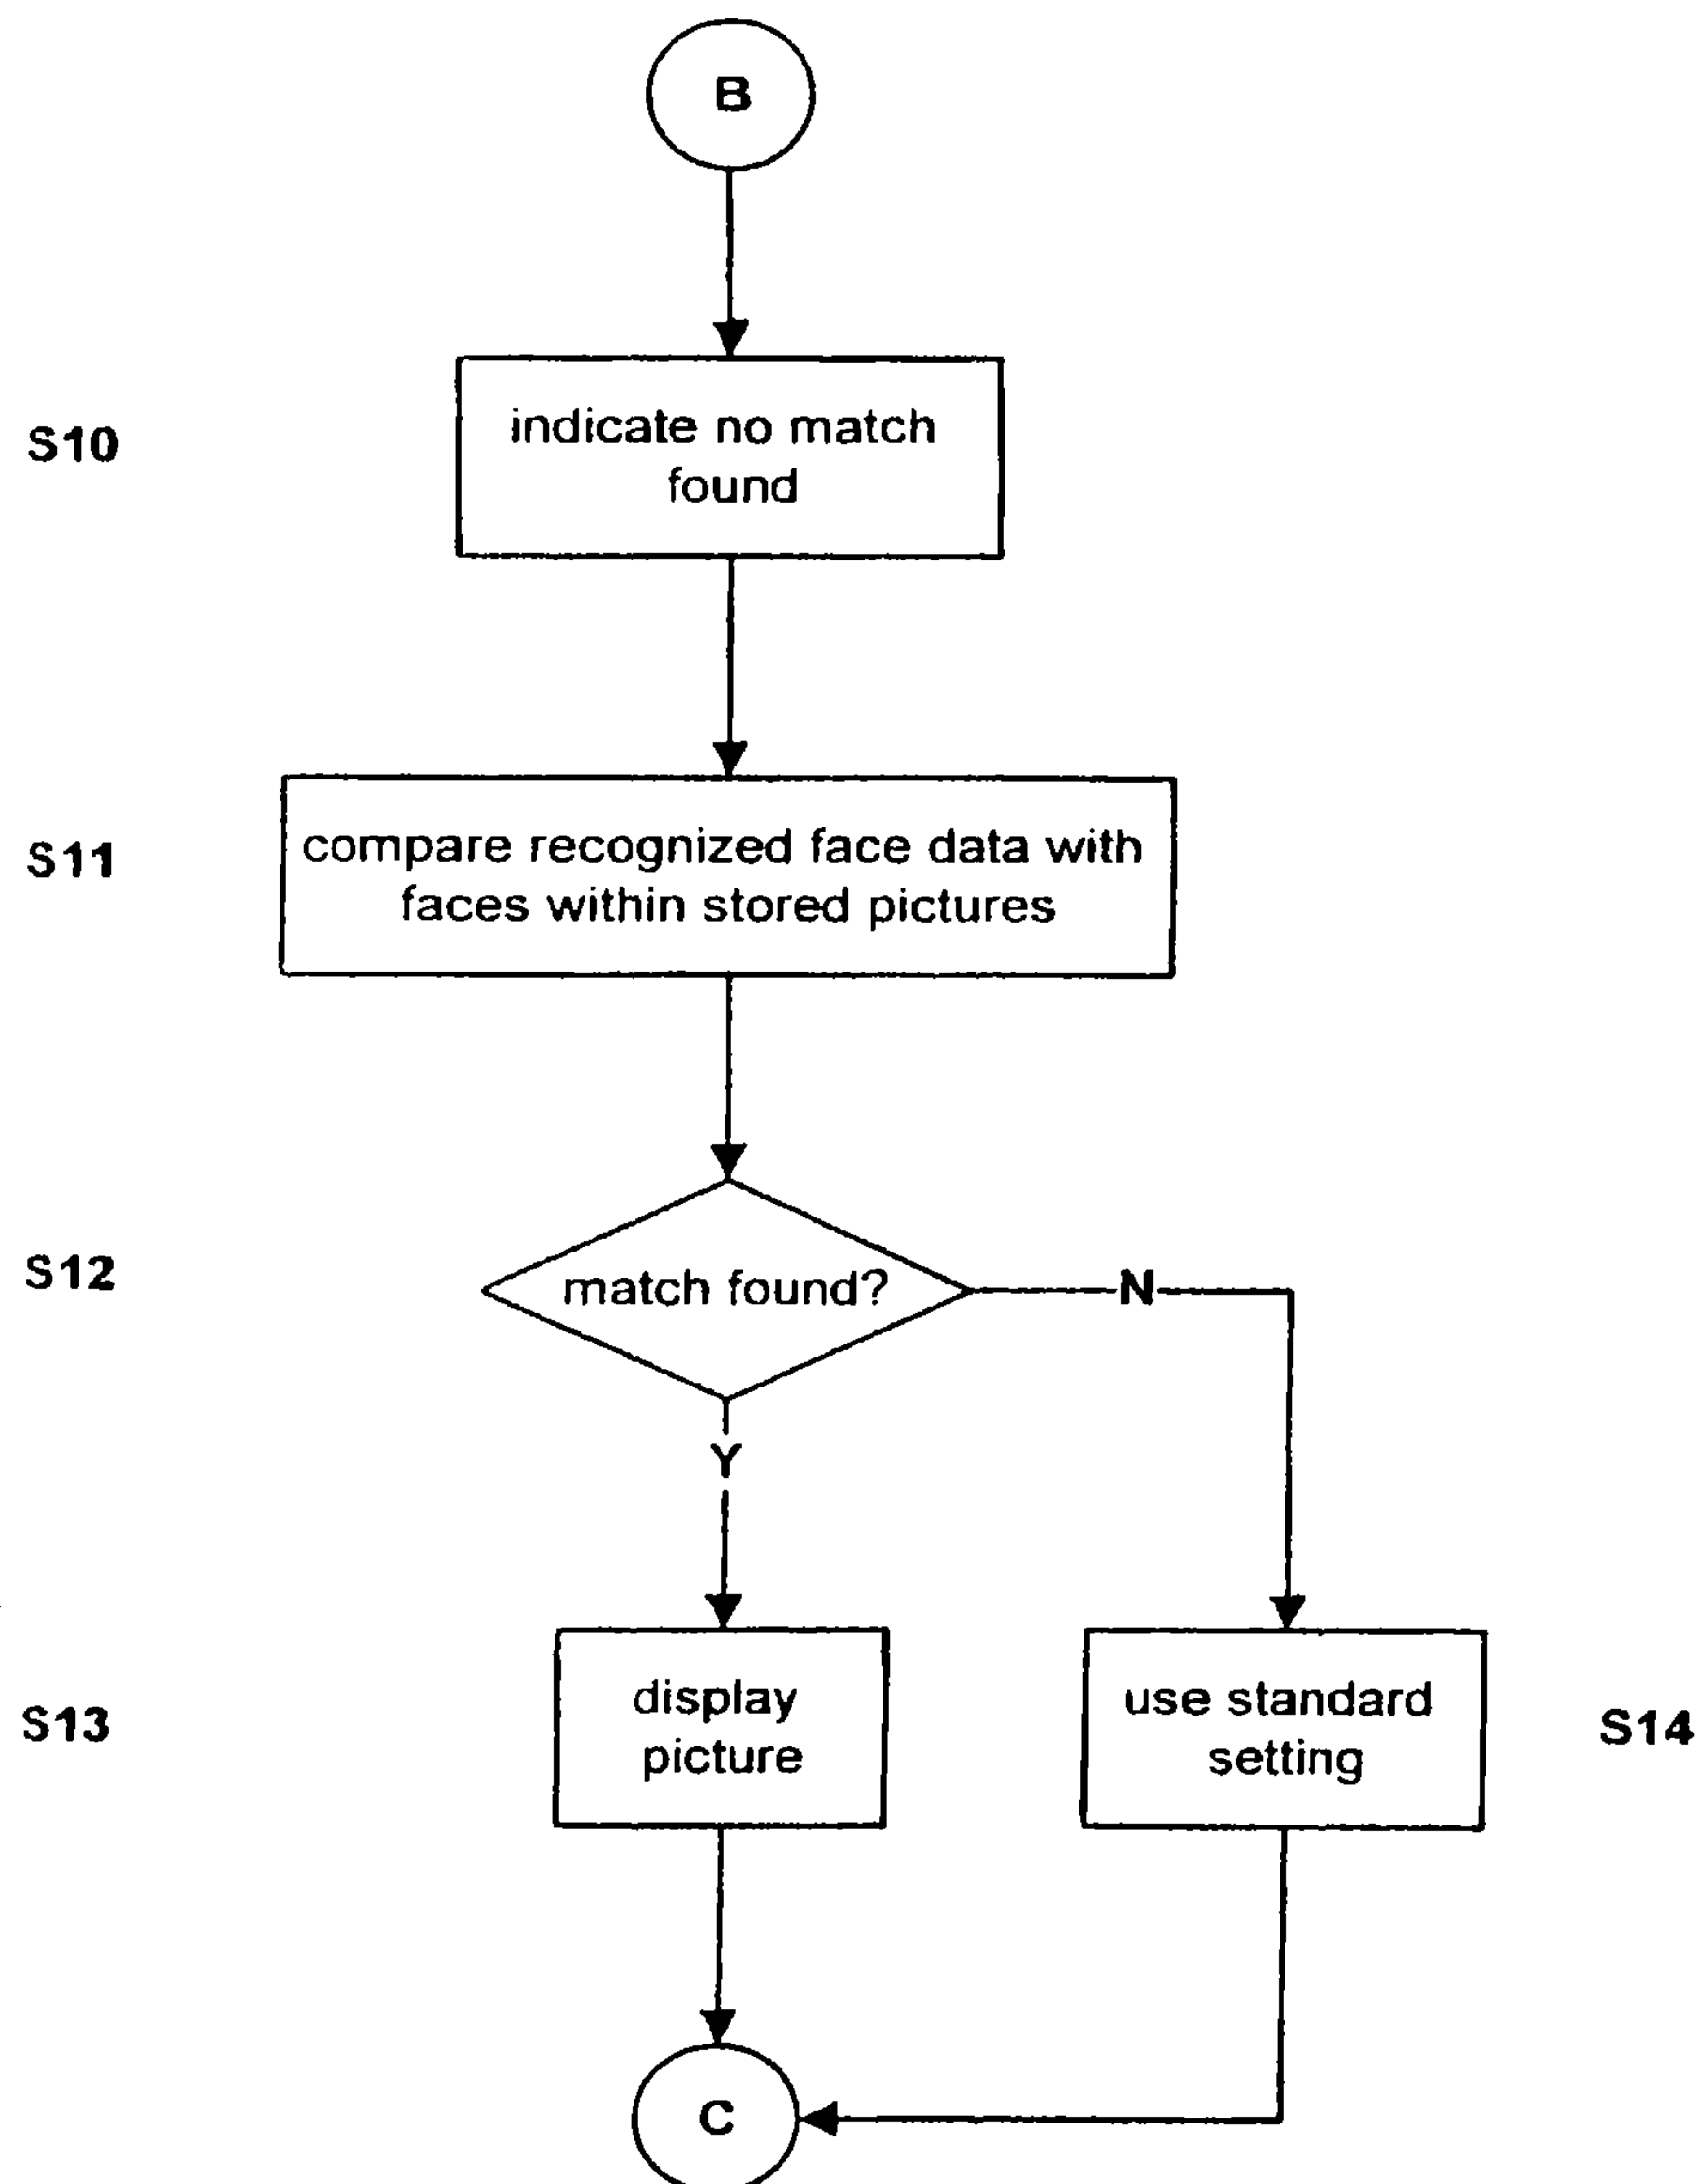 B
S10
indicate no match
found
S11
compare recognized face data with
faces within stored pictures
S12
match found?
N
Y
S13
display
picture
use standard
setting
S14
C